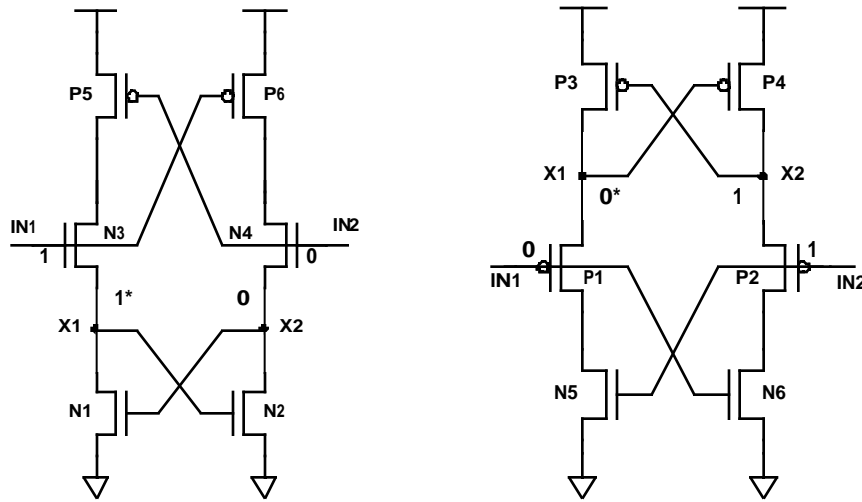 P5 P6
IN1 N3 N4 IN2
1 0
1* 0
X1 X2
N1 N2
P3 P4
X1 X2
0* 1
0 1
IN1 P1 P2 IN2
N5 N6